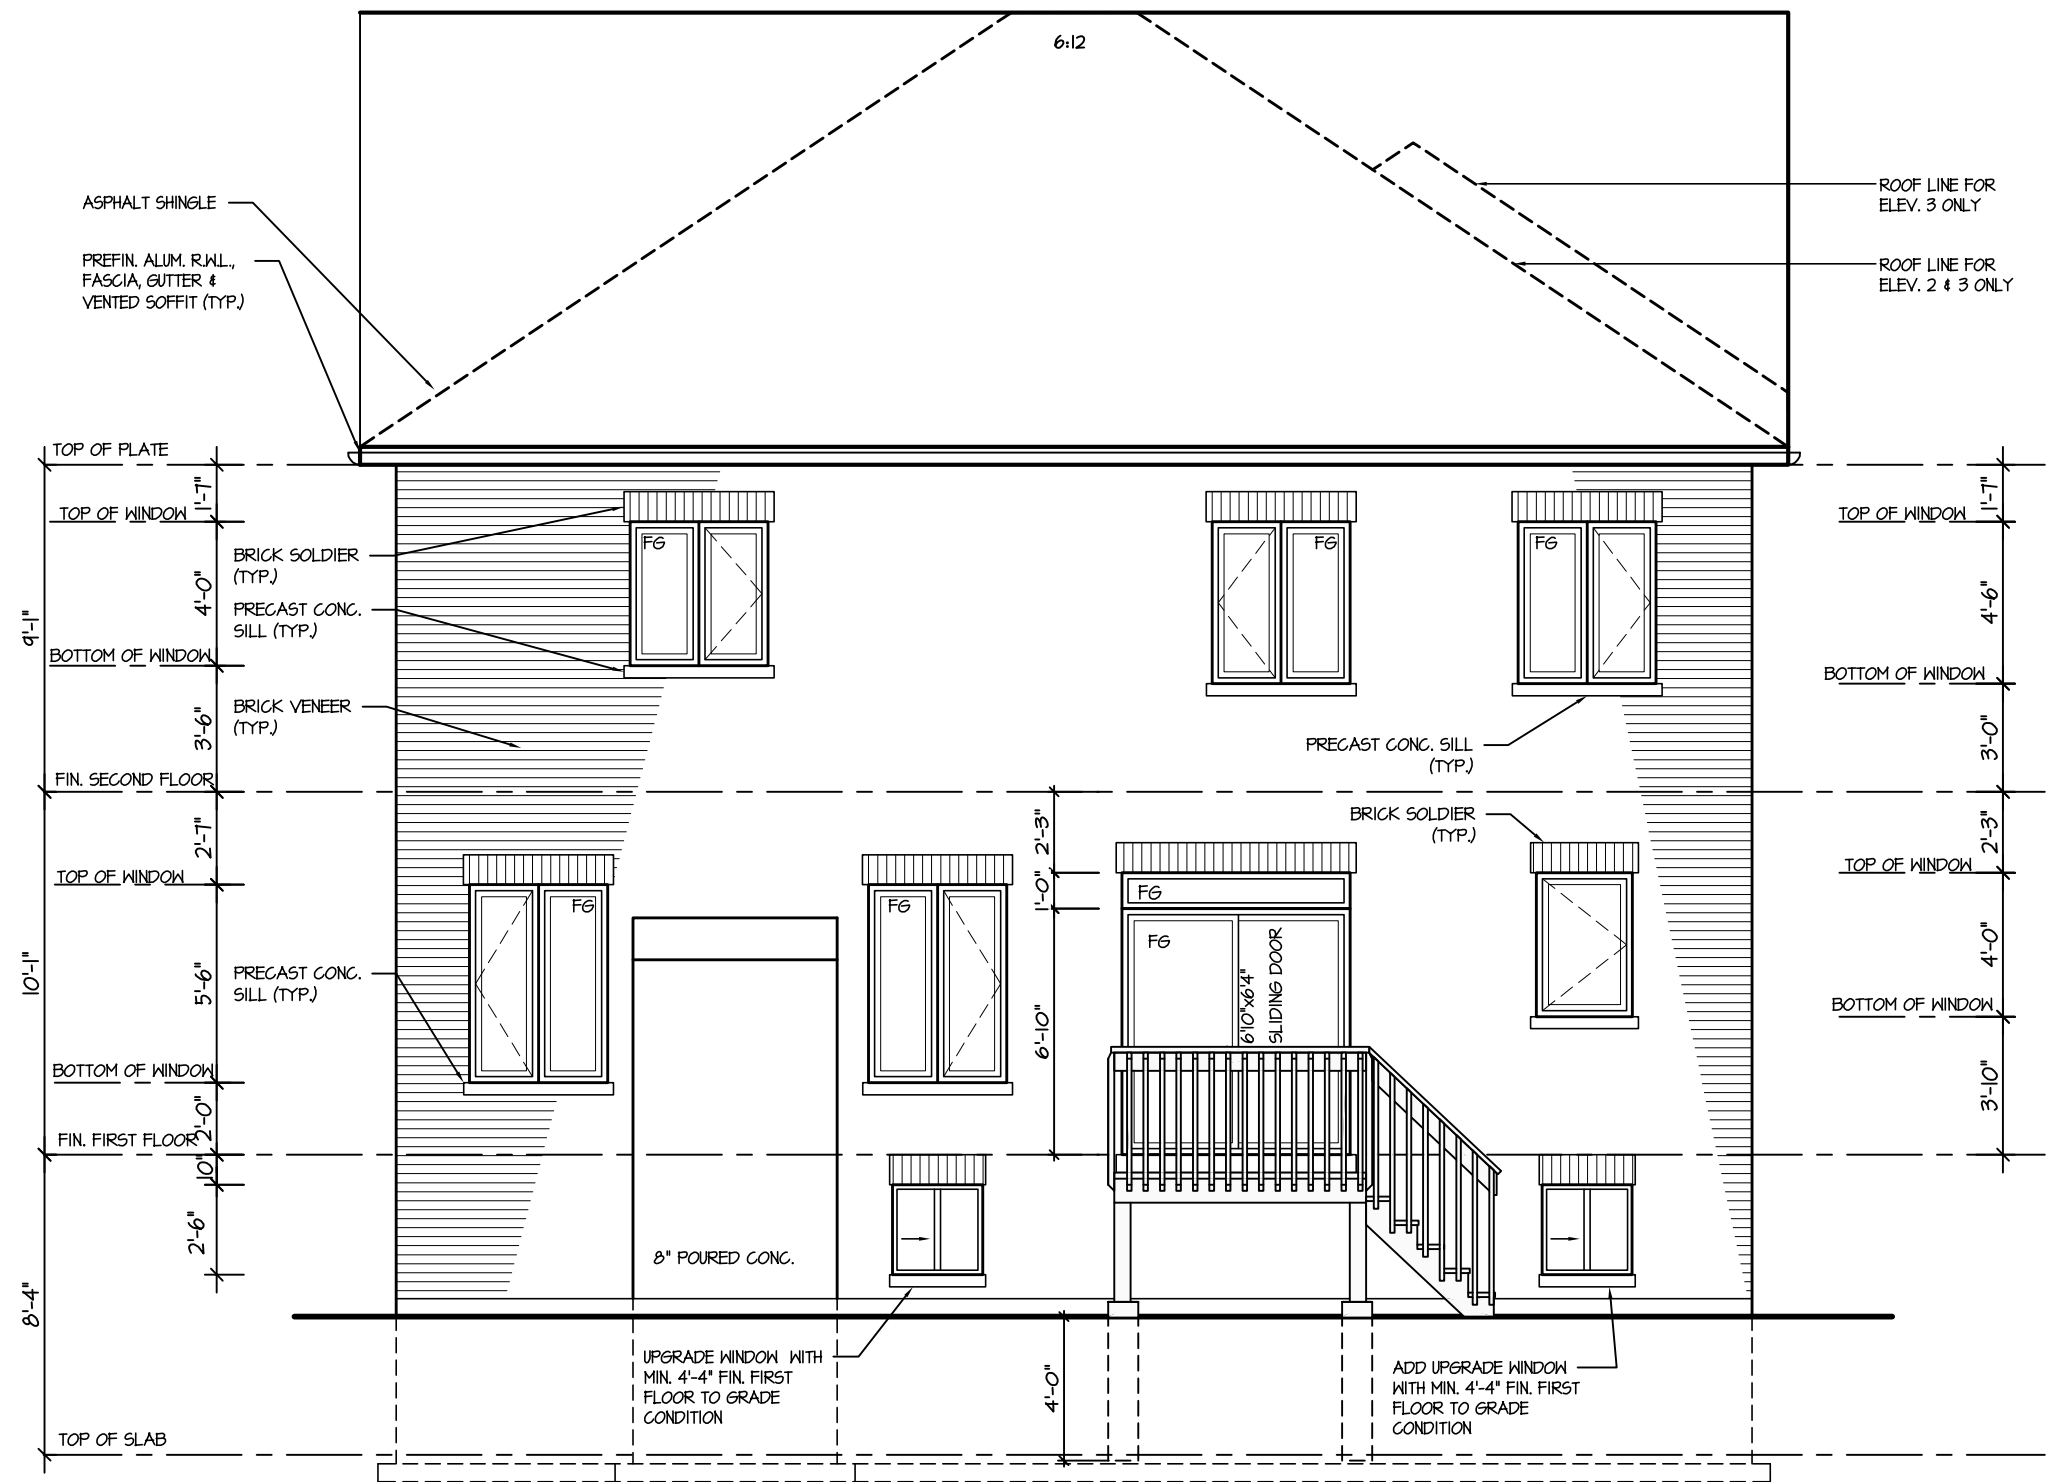 6:12
ASPHALT SHINGLE
PREFIN. ALUM. R.W.L.,
FASCIA, GUTTER &
VENTED SOFFIT (TYP.)
ROOF LINE FOR
ELEV. 3 ONLY
ROOF LINE FOR
ELEV. 2 & 3 ONLY
TOP OF PLATE
1'-7"
TOP OF WINDOW
4'-0"
9'-1"
BOTTOM OF WINDOW
3'-6"
FIN. SECOND FLOOR
2'-7"
TOP OF WINDOW
5'-6"
10'-1"
BOTTOM OF WINDOW
2'-0"
FIN. FIRST FLOOR
10"
2'-6"
8'-4"
TOP OF SLAB
BRICK SOLDIER
(TYP.)
PRECAST CONC.
SILL (TYP.)
BRICK VENEER
(TYP.)
PRECAST CONC.
SILL (TYP.)
FG
FG
FG
FG
FG
8" POURED CONC.
2'-3"
1'-0"
6'-10"
FG
FG
6'10"x6'4"
SLIDING DOOR
PRECAST CONC. SILL
(TYP.)
BRICK SOLDIER
(TYP.)
1'-7"
TOP OF WINDOW
4'-6"
BOTTOM OF WINDOW
3'-0"
2'-3"
TOP OF WINDOW
4'-0"
BOTTOM OF WINDOW
3'-10"
UPGRADE WINDOW WITH
MIN. 4'-4" FIN. FIRST
FLOOR TO GRADE
CONDITION
4'-0"
ADD UPGRADE WINDOW
WITH MIN. 4'-4" FIN. FIRST
FLOOR TO GRADE
CONDITION